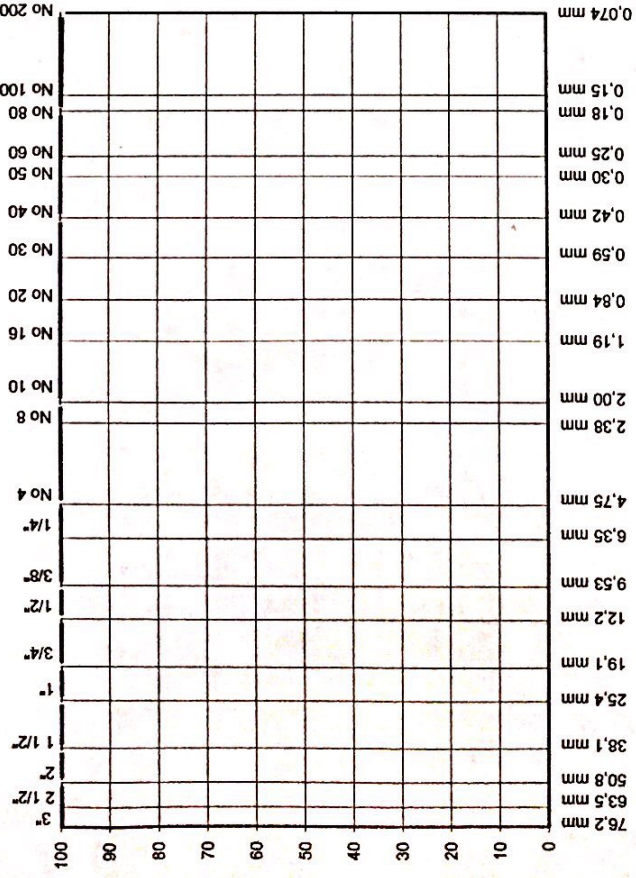 No 200 0,074 mm
No 100 0,15 mm
No 80 0,18 mm
No 60 0,25 mm
No 50 0,30 mm
No 40 0,42 mm
No 30 0,59 mm
No 20 0,84 mm
No 16 1,19 mm
No 10 2,00 mm
No 8 2,38 mm
No 4 4,75 mm
1/4" 6,35 mm
3/8" 9,53 mm
1/2" 12,2 mm
3/4" 19,1 mm
1" 25,4 mm
1 1/2" 38,1 mm
2" 50,8 mm
2 1/2" 63,5 mm
3" 76,2 mm
100 90 80 70 60 50 40 30 20 10 0